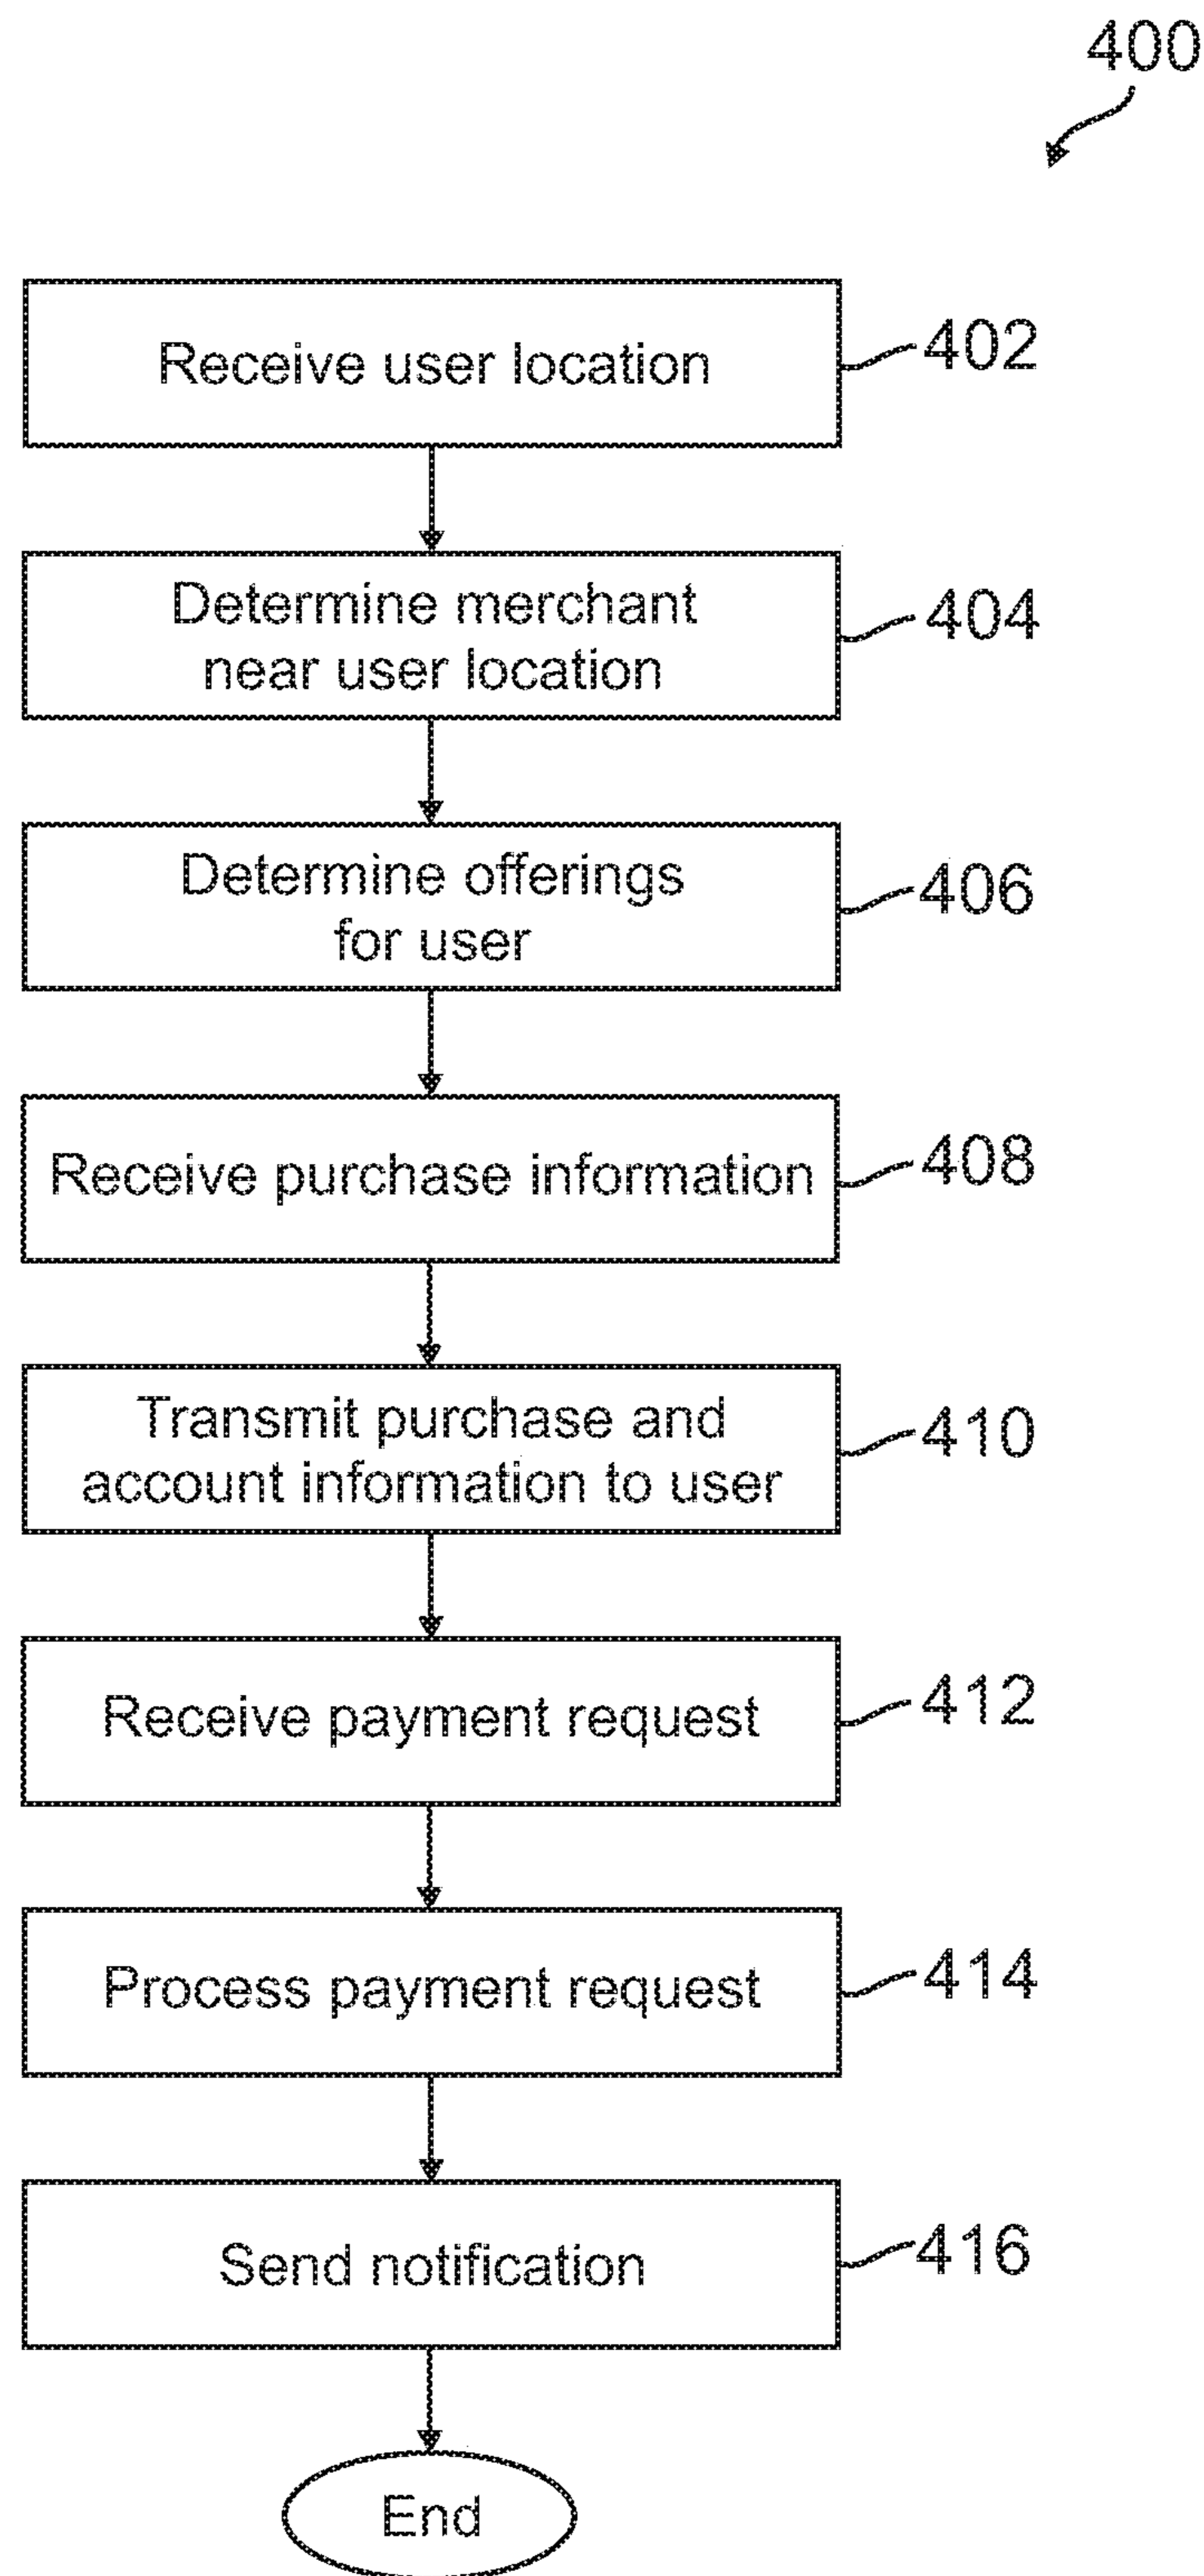 400
Receive user location
402
Determine merchant
near user location
404
Determine offerings
for user
406
Receive purchase information
408
Transmit purchase and
account information to user
410
Receive payment request
412
Process payment request
414
Send notification
416
End